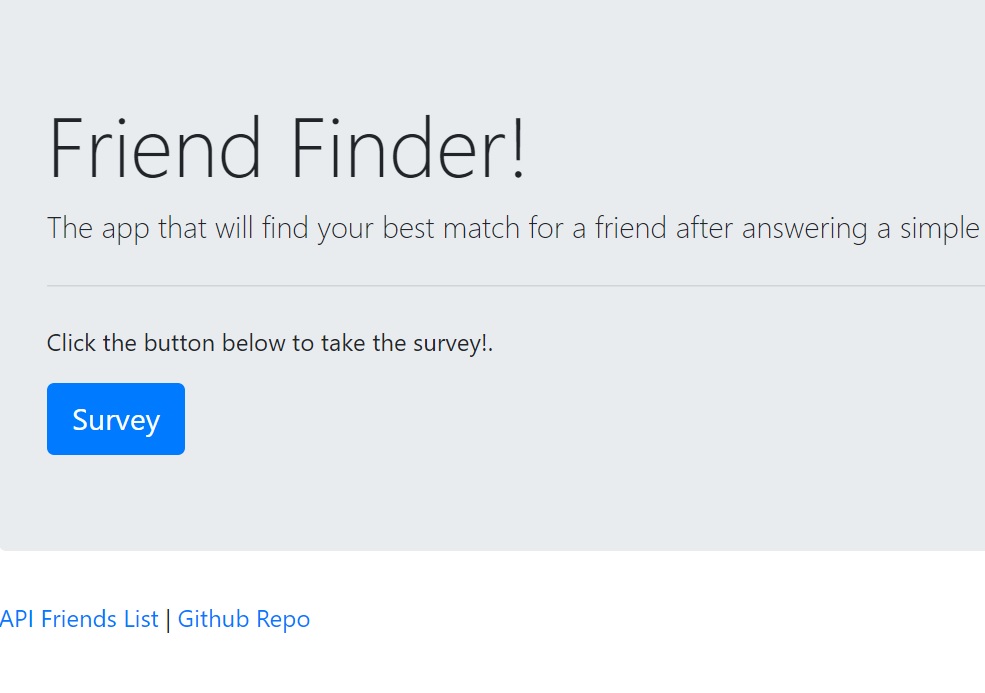 Friend Finder!
The app that will find your best match for a friend after answering a simple
Click the button below to take the survey!.
Survey
API Friends List | Github Repo